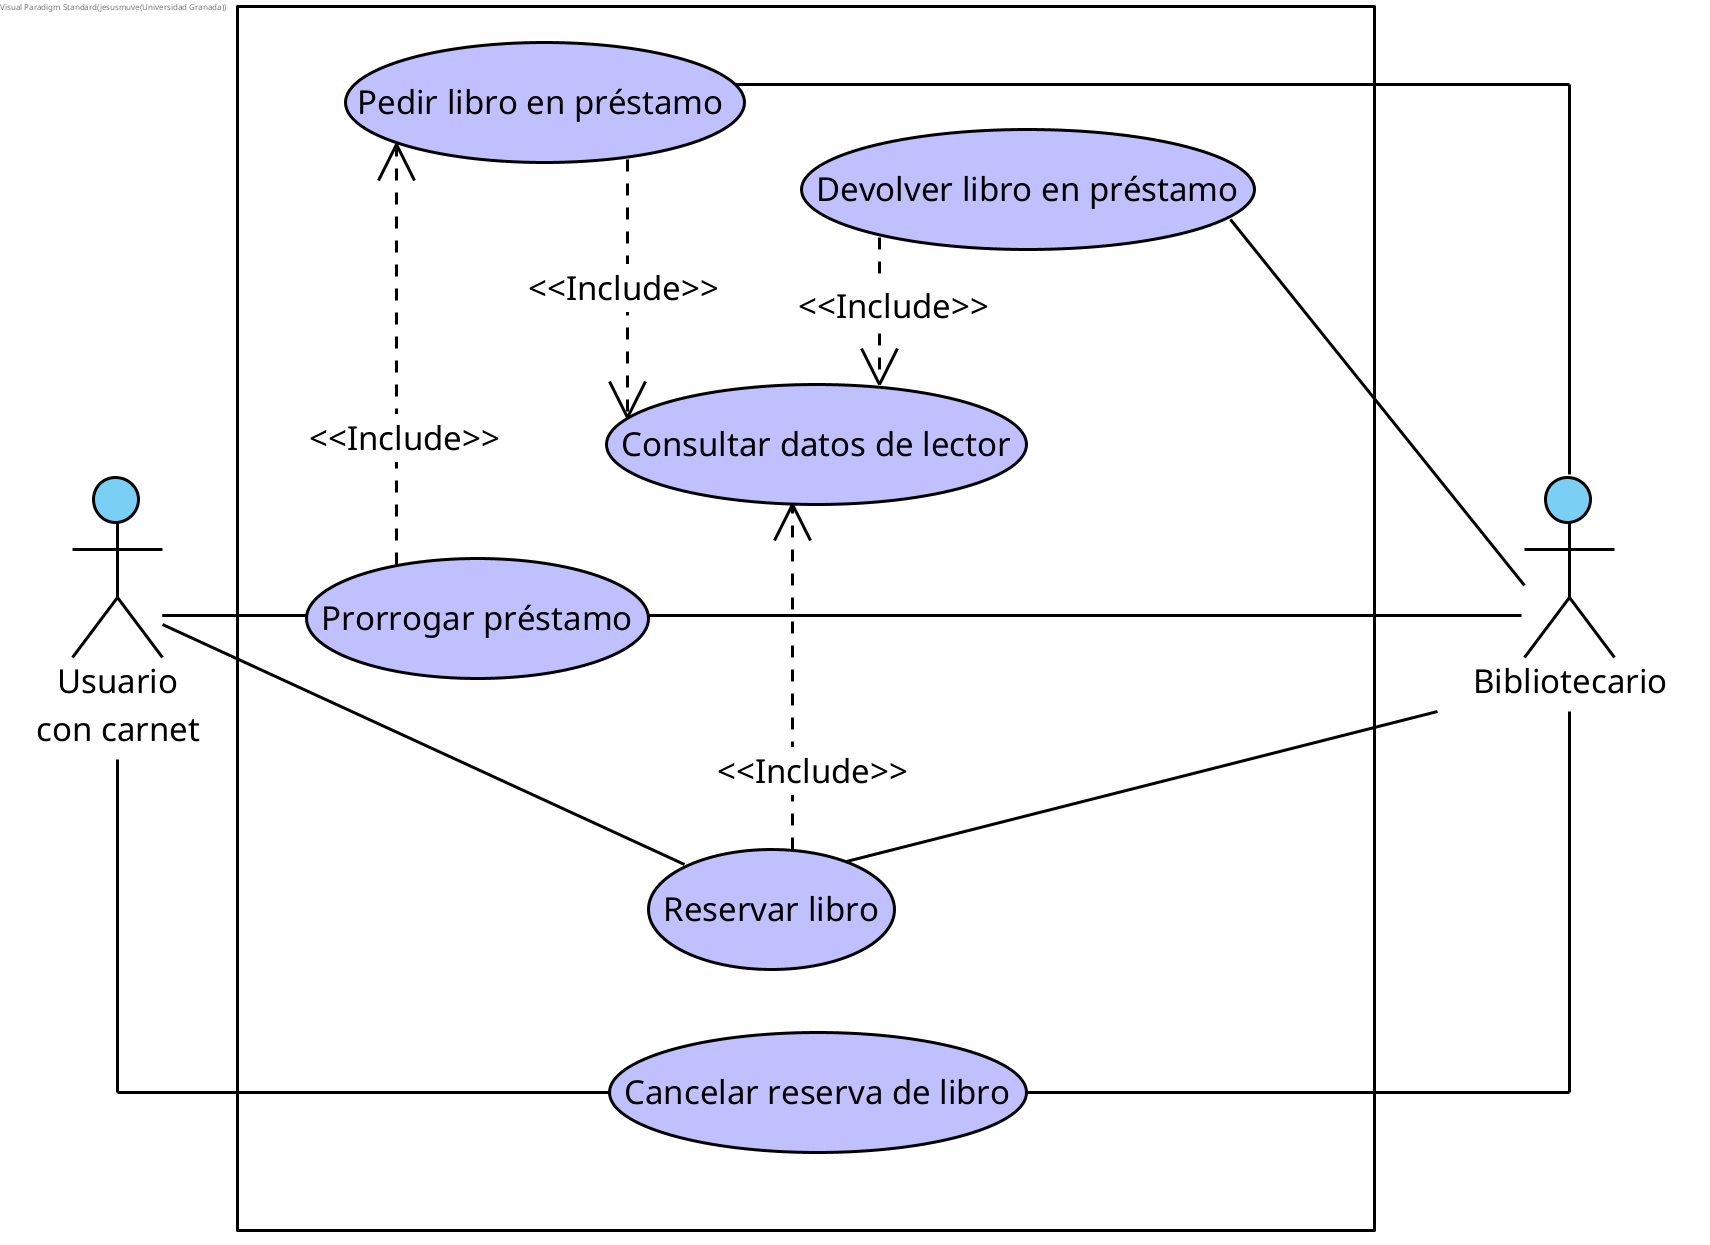 Visual Paradigm Standard(jesusmuve(Universidad Granada))
Pedir libro en préstamo
Devolver libro en préstamo
<<Include>>
<<Include>>
<<Include>>
Consultar datos de lector
Prorrogar préstamo
Usuario
con carnet
Bibliotecario
<<Include>>
Reservar libro
Cancelar reserva de libro